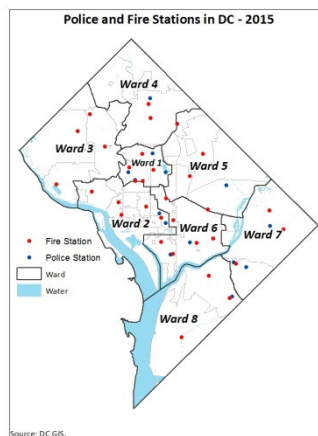 Police and Fire Stations in DC - 2015
Ward 4
Ward 3
Ward 1
Ward 5
Ward 2
Ward 6
Ward 7
Fire Station
Police Station
Ward
Water
Ward 8
Source: DC GIS.